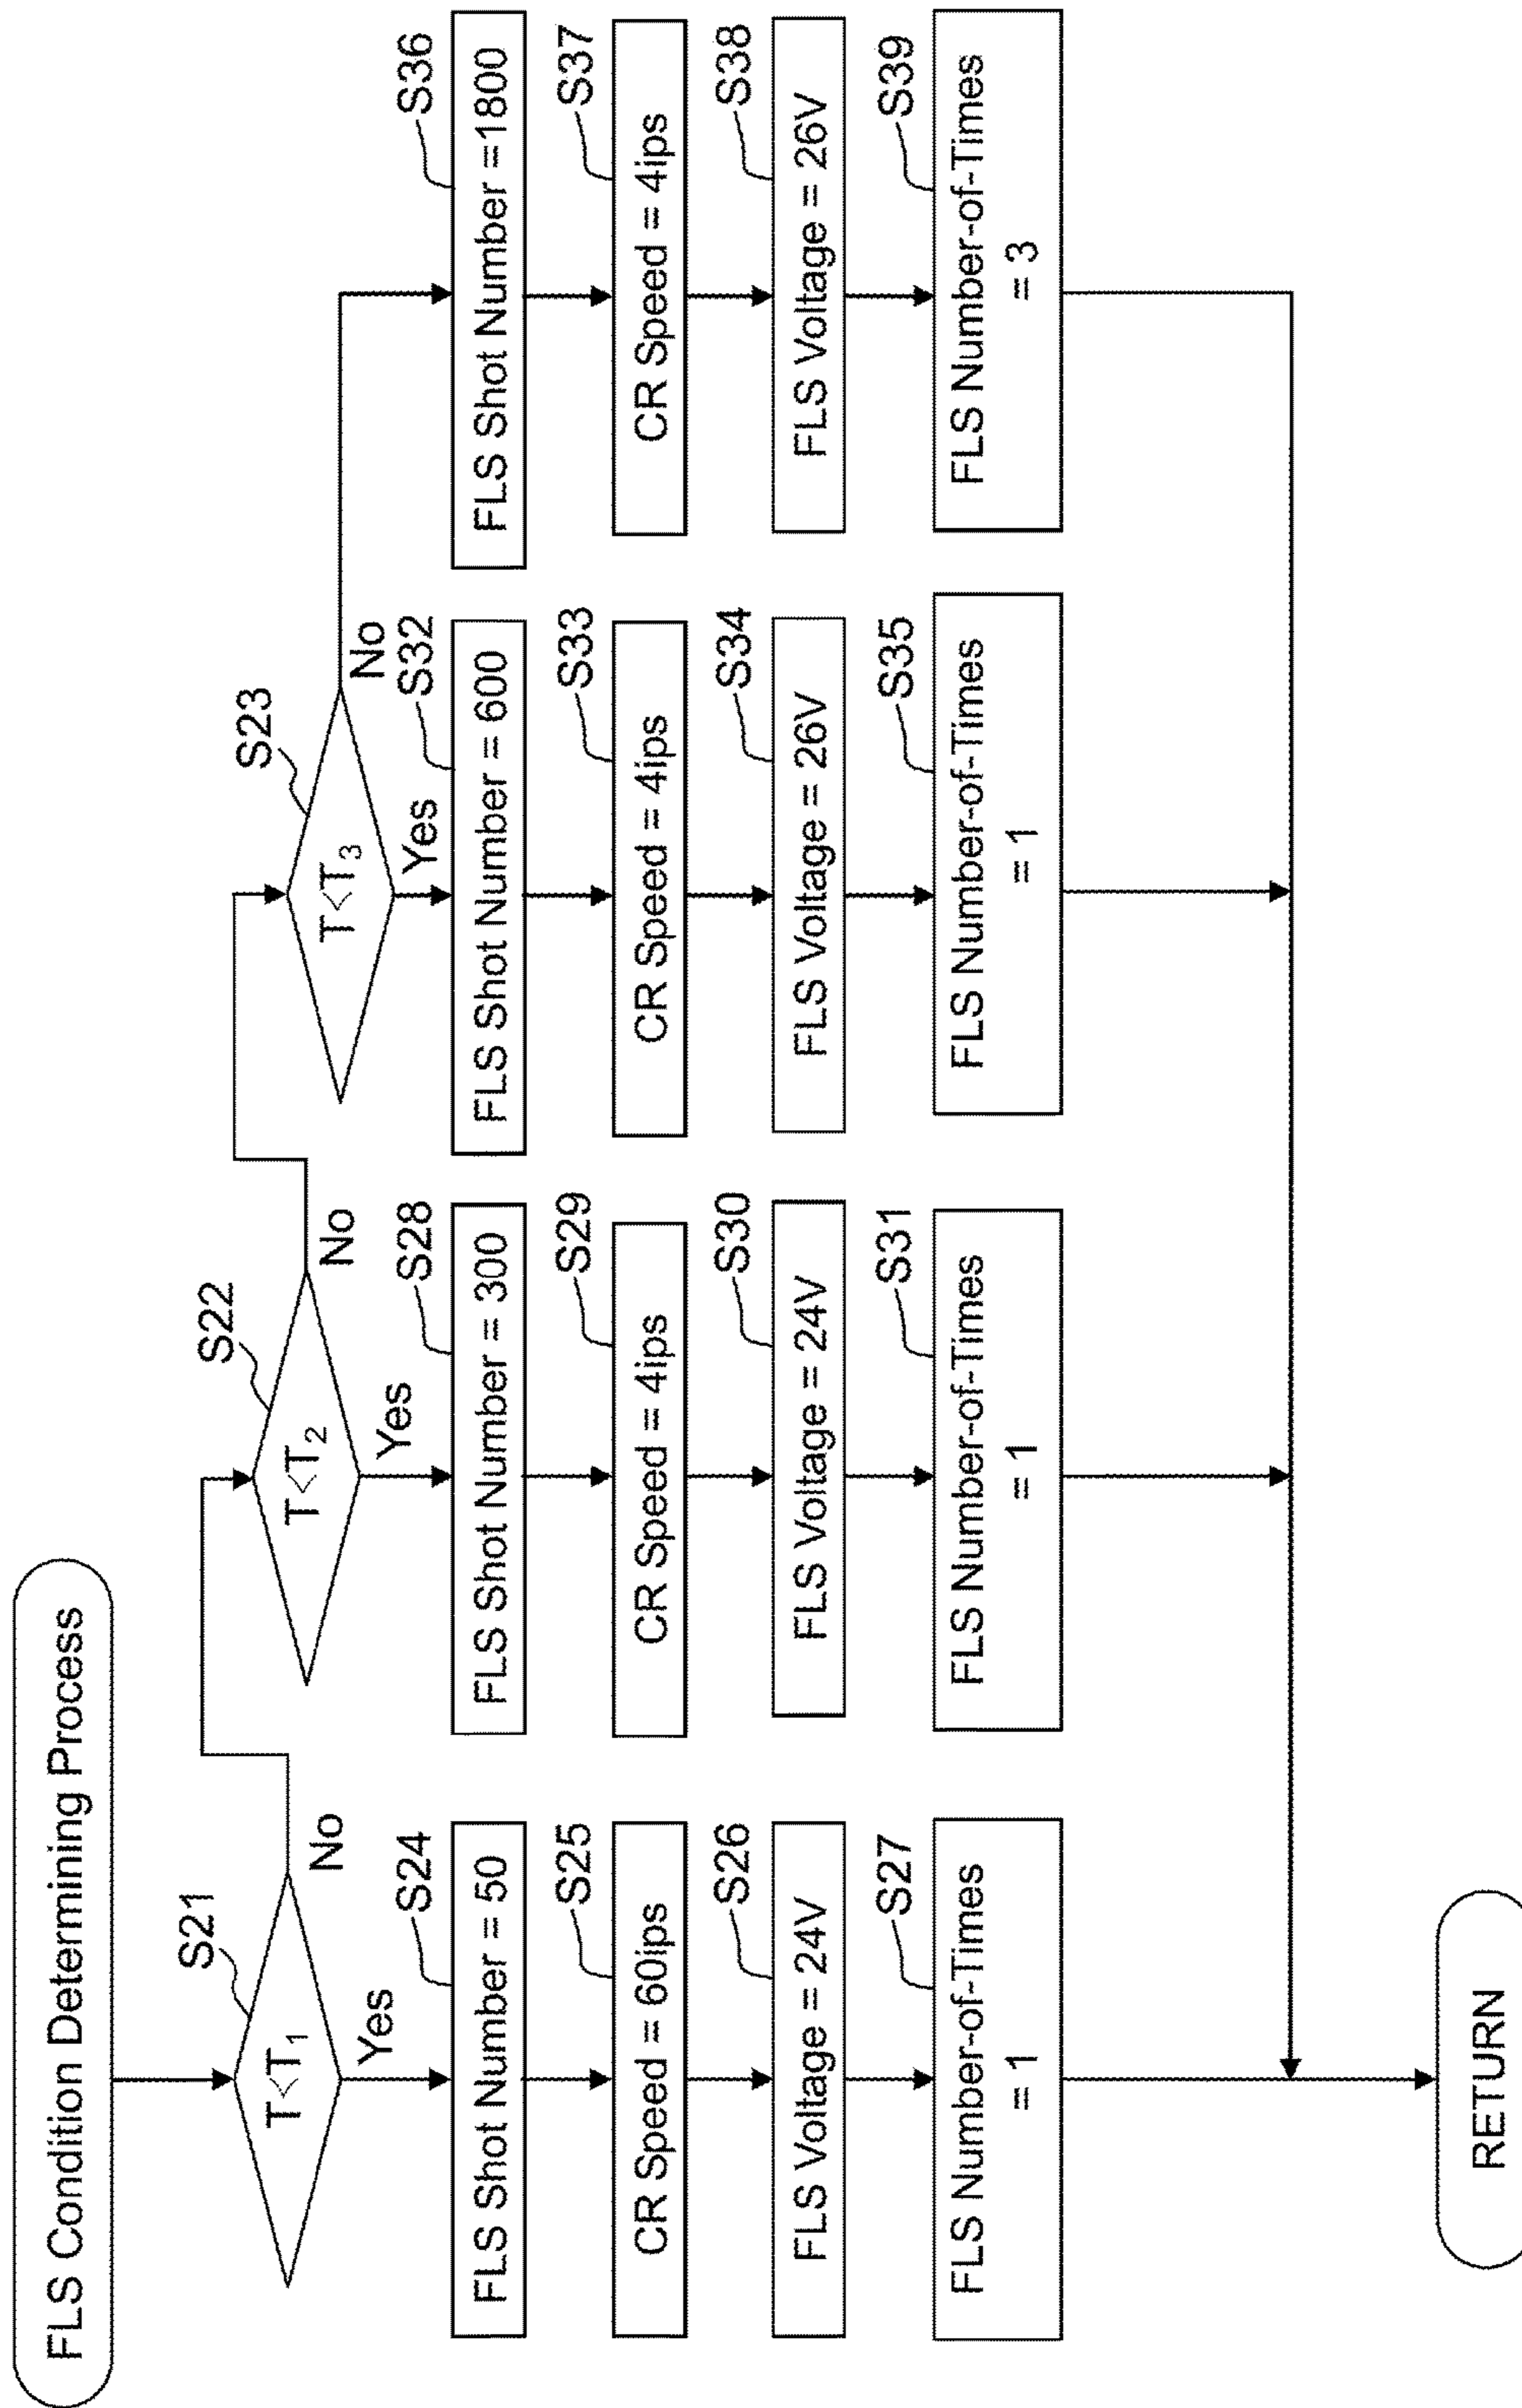 FLS Condition Determining Process
S21
T<T1
No
Yes
S24
FLS Shot Number = 50
S25
CR Speed = 60ips
S26
FLS Voltage = 24V
S27
FLS Number-of-Times
= 1
S22
T<T2
No
Yes
S28
FLS Shot Number = 300
S29
CR Speed = 4ips
S30
FLS Voltage = 24V
S31
FLS Number-of-Times
= 1
S23
T<T3
No
Yes
S32
FLS Shot Number = 600
S33
CR Speed = 4ips
S34
FLS Voltage = 26V
S35
FLS Number-of-Times
= 1
S36
FLS Shot Number =1800
S37
CR Speed = 4ips
S38
FLS Voltage = 26V
S39
FLS Number-of-Times
= 3
RETURN